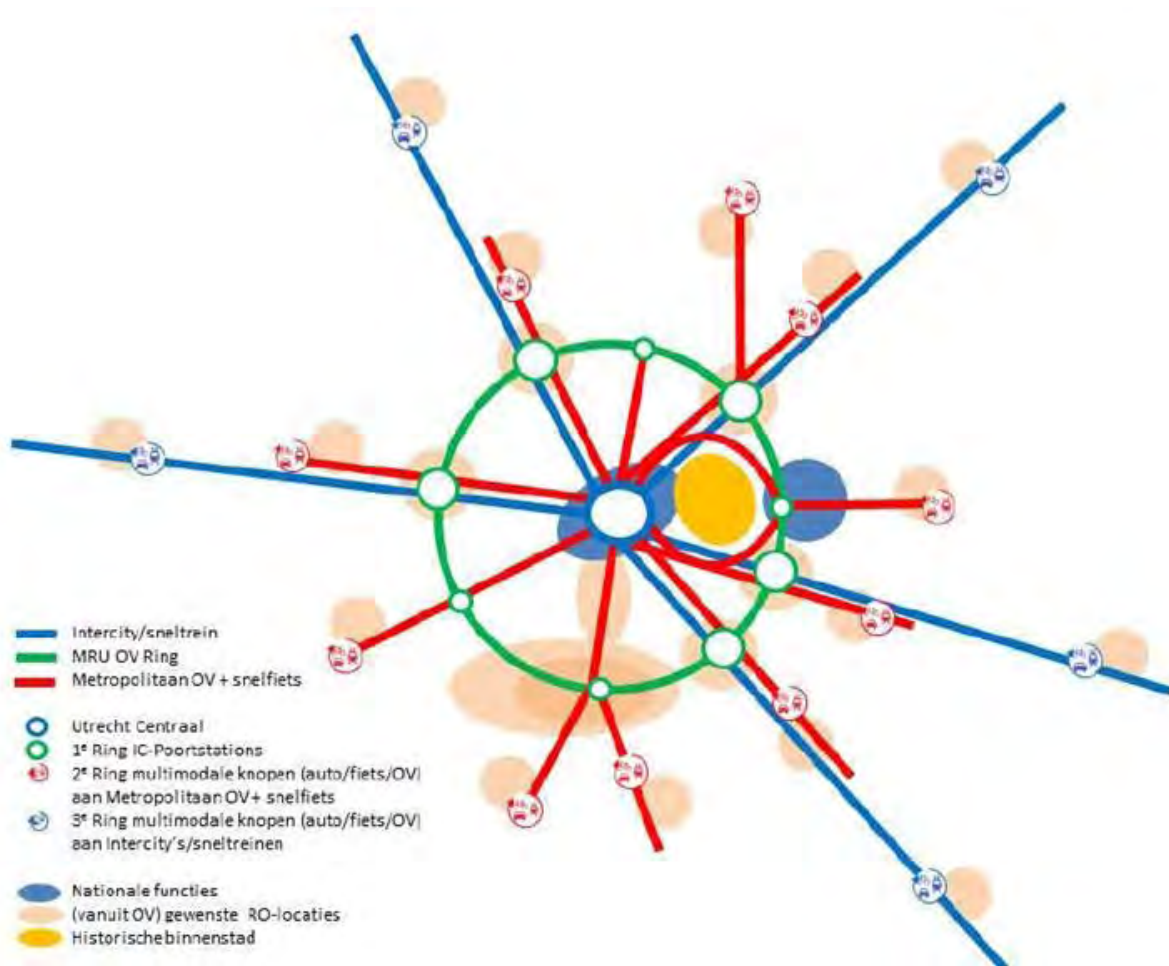 Intercity/sneltrein
MRU OV Ring
Metropolitaan OV + snelfiets
Utrecht Centraal
1e Ring IC-Poortstations
2e Ring multimodale knopen (auto/fiets/OV)
aan Metropolitaan OV+ snelfiets
3e Ring multimodale knopen (auto/fiets/OV)
aan Intercity's/sneltreinen
Nationale functies
(vanuit OV) gewenste RO-locaties
Historische binnenstad